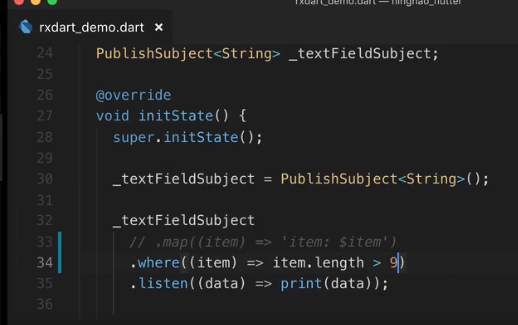 rxdart_demo.dart — ninghao_flutter
rxdart_demo.dart ×
24 PublishSubject<String> _textFieldSubject;
25
26 @override
27 void initState() {
28 super.initState();
29
30 _textFieldSubject = PublishSubject<String>();
31
32 _textFieldSubject
33 // .map((item) => 'item: $item')
34 .where((item) => item.length > 9)
35 .listen((data) => print(data));
36